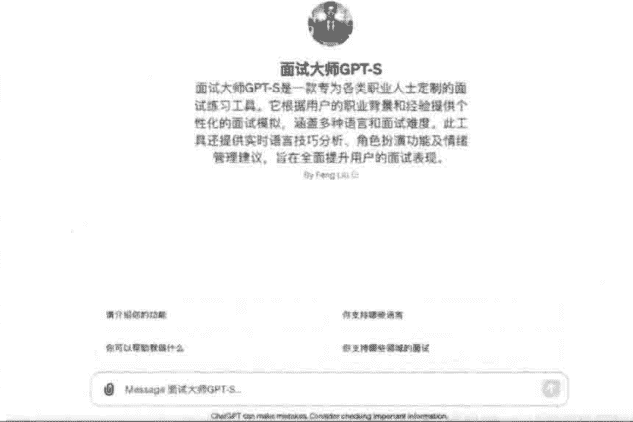 面试大师GPT-S
面试大师GPT-S是一款专为各类职业人士定制的面
试练习工具。它根据用户的职业背景和经验提供个
性化的面试模拟，涵盖多种语言和面试难度。此工
具还提供实时语言技巧分析、角色扮演功能及情绪
管理建议，旨在全面提升用户的面试表现。
By Feng Liu
请介绍你的功能
你支持哪些语言
你可以帮助我做什么
你支持哪些领域的面试
Message 面试大师GPT-S...
ChatGPT can make mistakes. Consider checking important information.